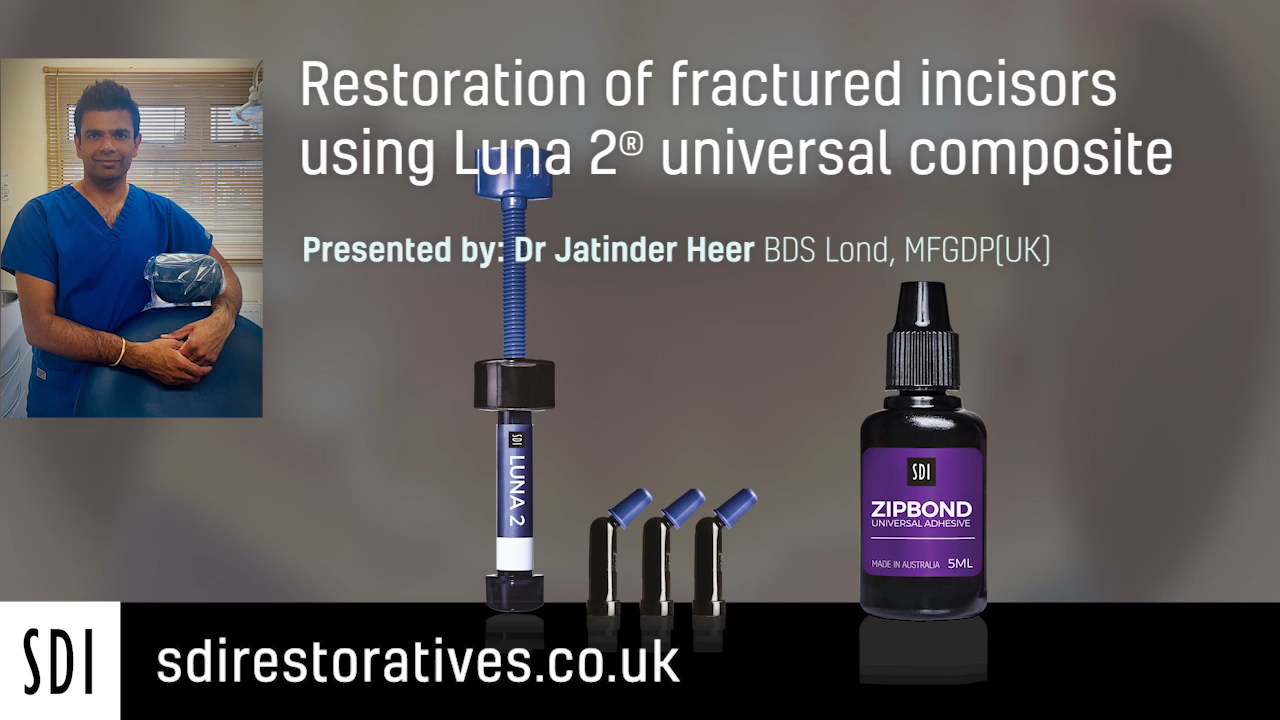 Restoration of fractured incisors
using Luna 2® universal composite
Presented by: Dr Jatinder Heer BDS Lond, MFGDP(UK)
SDI
LUNA 2
SDI
ZIPBOND
UNIVERSAL ADHESIVE
MADE IN AUSTRALIA 5ML
SDI
sdirestoratives.co.uk